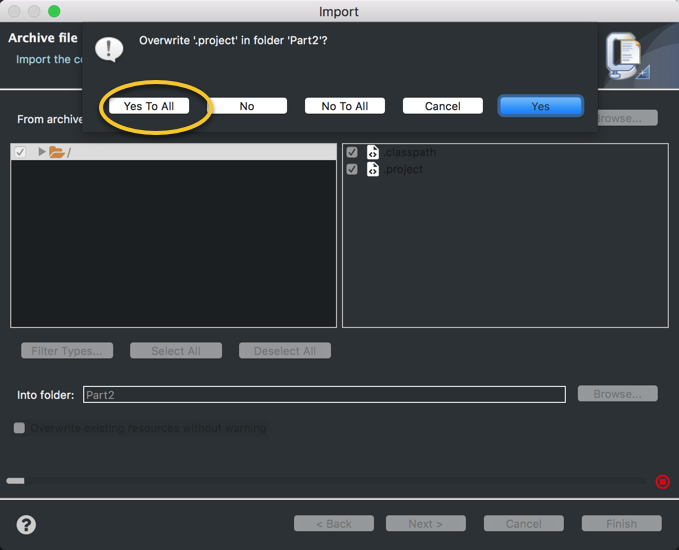 Import
Archive file
Import the co
Overwrite '.project' in folder 'Part2'?
Yes To All
No
No To All
Cancel
Yes
From archive
Browse...
/
.classpath
.project
Filter Types...
Select All
Deselect All
Into folder:
Part2
Browse...
Overwrite existing resources without warning
?
< Back
Next >
Cancel
Finish